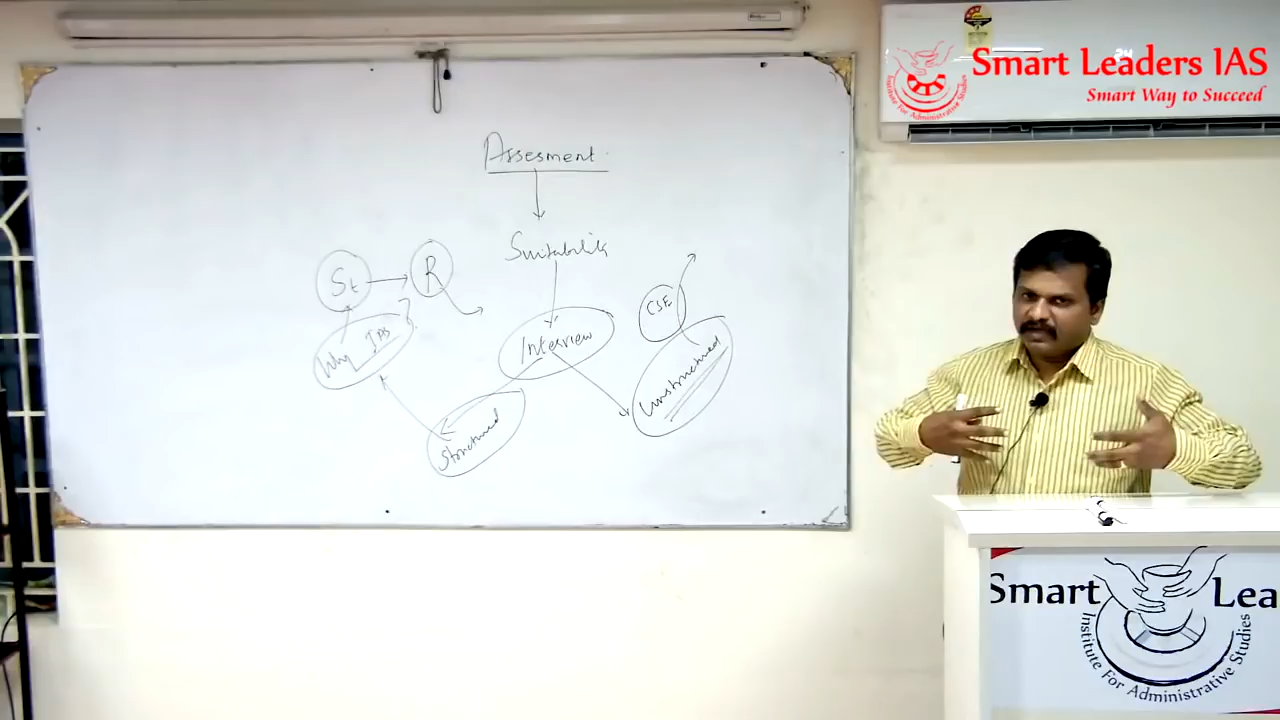 Smart Leaders IAS
Smart Way to Succeed
Institute For Administrative Studies
Assesment
Suitability
St
R
CSE
Why IAS ?
Interview
Structured
Unstructured
Smart Lea
Institute For Administrative Studies